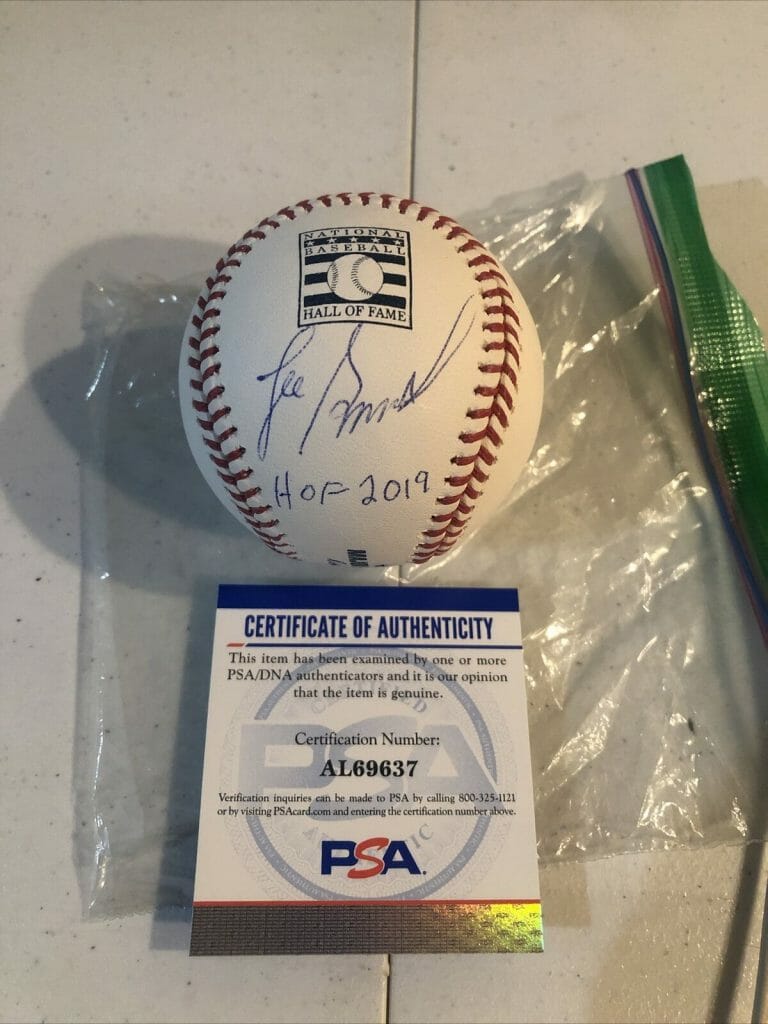 NATIONAL
BASEBALL
HALL OF FAME
Lee Smith
HOF 2019
CERTIFICATE OF AUTHENTICITY
This item has been examined by one or more
PSA/DNA authenticators and it is our opinion
that the item is genuine.
Certification Number:
AL69637
Verification inquiries can be made to PSA by calling 800-325-1121
or by visiting PSAcard.com and entering the certification number above.
PSA